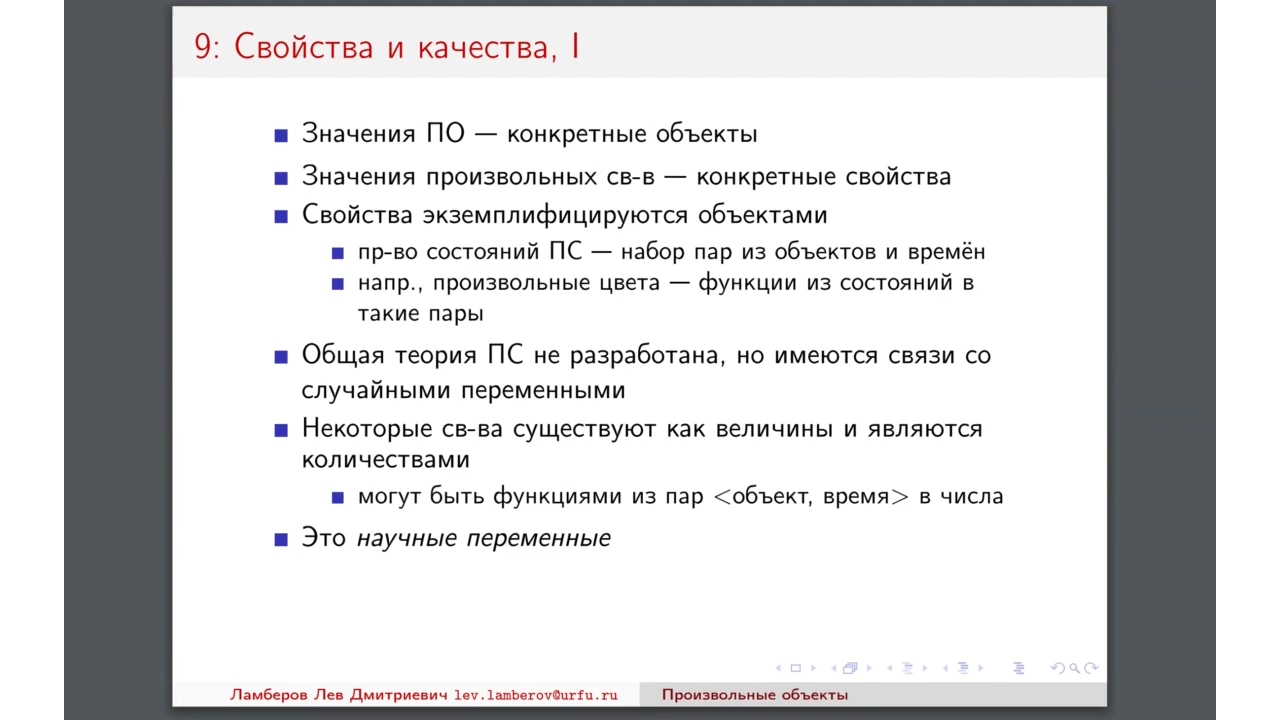 9: Свойства и качества, I
Значения ПО — конкретные объекты
Значения произвольных св-в — конкретные свойства
Свойства экземплифицируются объектами
пр-во состояний ПС — набор пар из объектов и времён
напр., произвольные цвета — функции из состояний в
такие пары
Общая теория ПС не разработана, но имеются связи со
случайными переменными
Некоторые св-ва существуют как величины и являются
количествами
могут быть функциями из пар <объект, время> в числа
Это научные переменные
Ламберов Лев Дмитриевич lev.lamberov@urfu.ru
Произвольные объекты